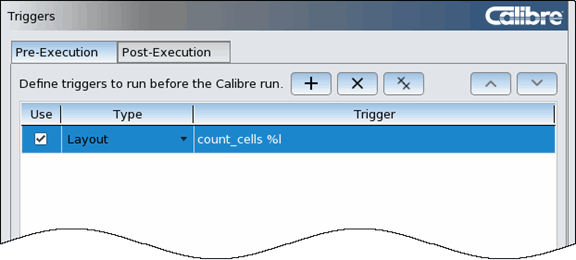 Triggers
Calibre
Pre-Execution
Post-Execution
Define triggers to run before the Calibre run.
Use
Type
Trigger
Layout
count_cells %l